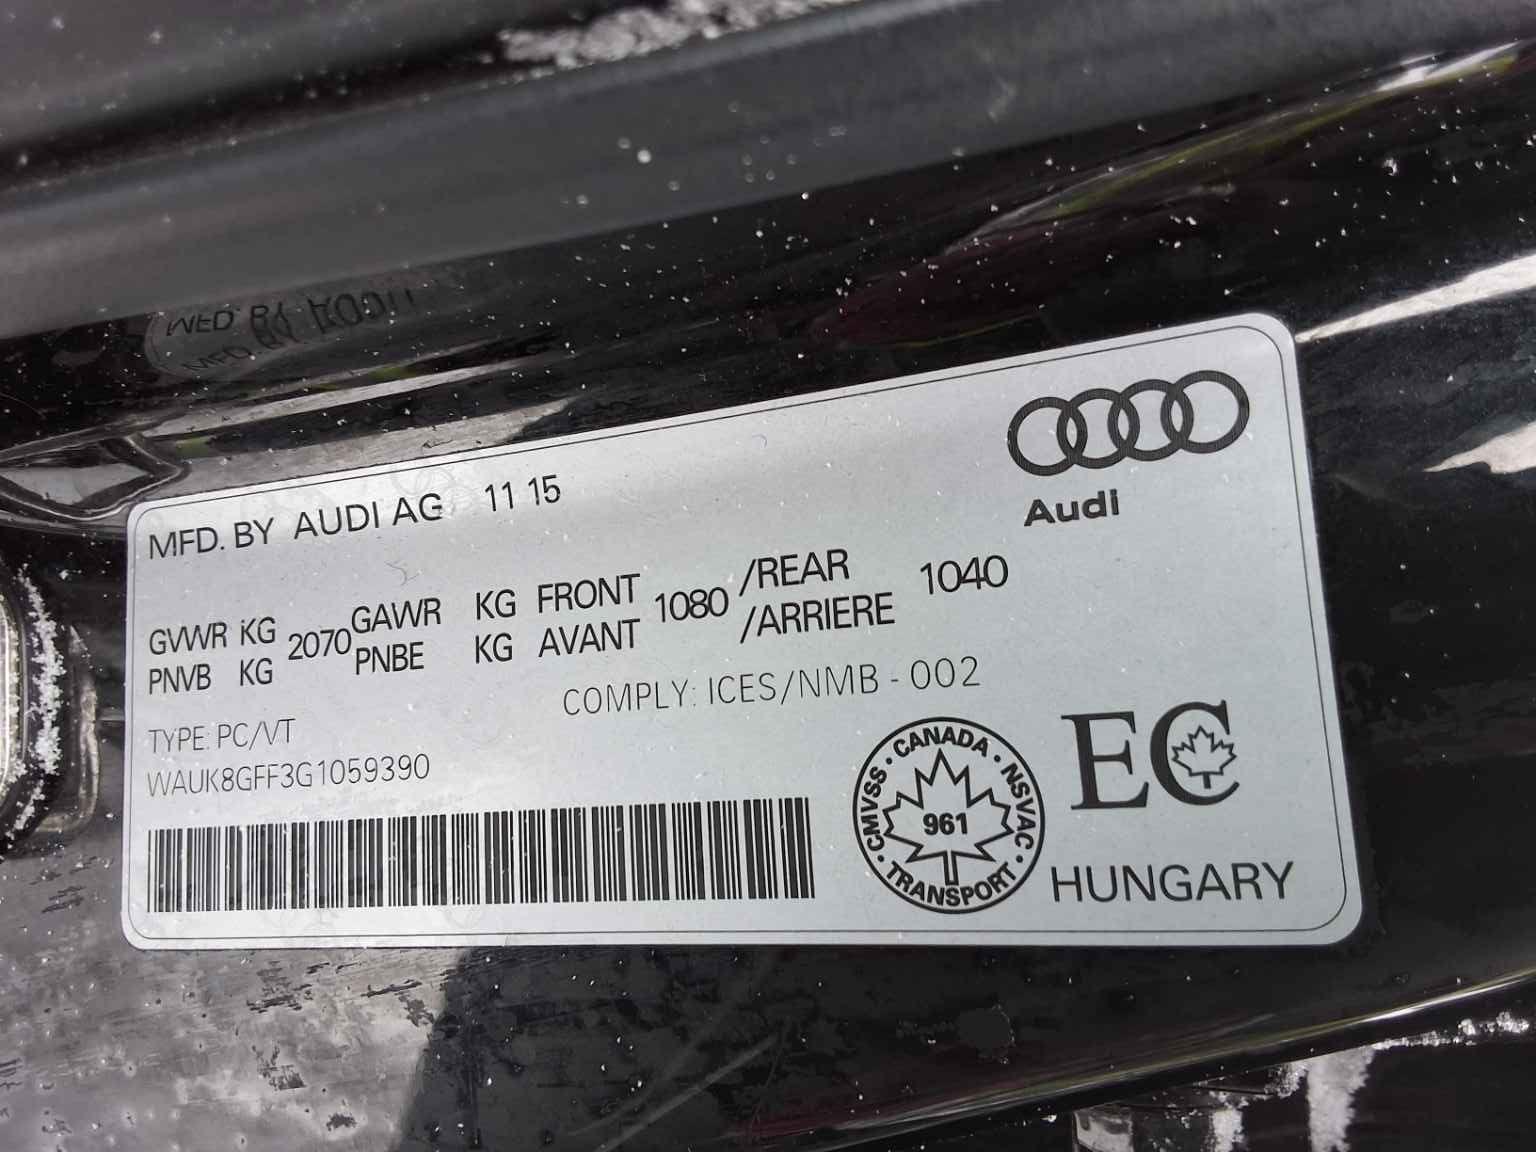 MFD. BY AUDI AG 11 15
Audi
GVWR KG 2070 GAWR KG FRONT 1080 /REAR 1040
PNVB KG PNBE KG AVANT /ARRIERE
COMPLY: ICES/NMB - 002
TYPE: PC/VT
WAUK8GFF3G1059390
· CANADA · NSVAC · TRANSPORT · CMVSS
961
EC
HUNGARY